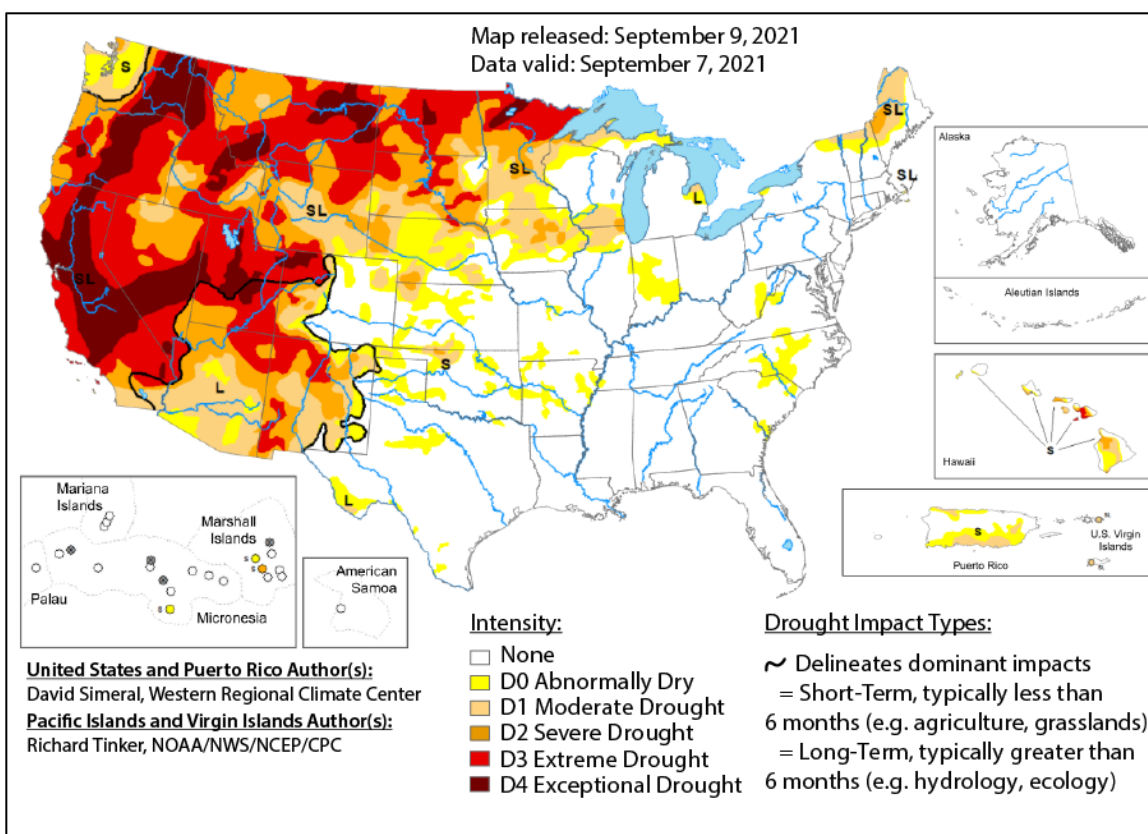 Map released: September 9, 2021
Data valid: September 7, 2021
S
SL
SL
SL
SL
SL
L
L
S
L
Alaska
Aleutian Islands
Hawaii
S
S
Puerto Rico
U.S. Virgin
Islands
SL
SL
Mariana
Islands
Marshall
Islands
S
S
S
Palau
Micronesia
American
Samoa
United States and Puerto Rico Author(s):
David Simeral, Western Regional Climate Center
Pacific Islands and Virgin Islands Author(s):
Richard Tinker, NOAA/NWS/NCEP/CPC
Intensity:
None
D0 Abnormally Dry
D1 Moderate Drought
D2 Severe Drought
D3 Extreme Drought
D4 Exceptional Drought
Drought Impact Types:
Delineates dominant impacts
= Short-Term, typically less than
6 months (e.g. agriculture, grasslands)
= Long-Term, typically greater than
6 months (e.g. hydrology, ecology)